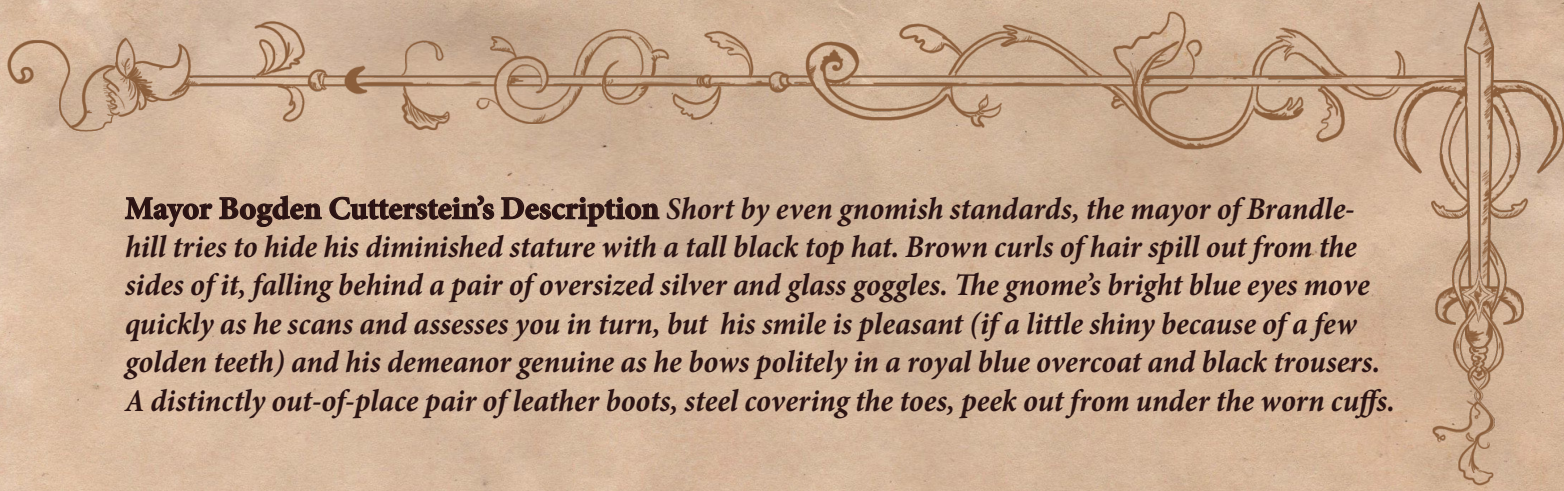 Mayor Bogden Cutterstein's Description Short by even gnomish standards, the mayor of Brandle-
hill tries to hide his diminished stature with a tall black top hat. Brown curls of hair spill out from the
sides of it, falling behind a pair of oversized silver and glass goggles. The gnome's bright blue eyes move
quickly as he scans and assesses you in turn, but  his smile is pleasant (if a little shiny because of a few
golden teeth) and his demeanor genuine as he bows politely in a royal blue overcoat and black trousers.
A distinctly out-of-place pair of leather boots, steel covering the toes, peek out from under the worn cuffs.